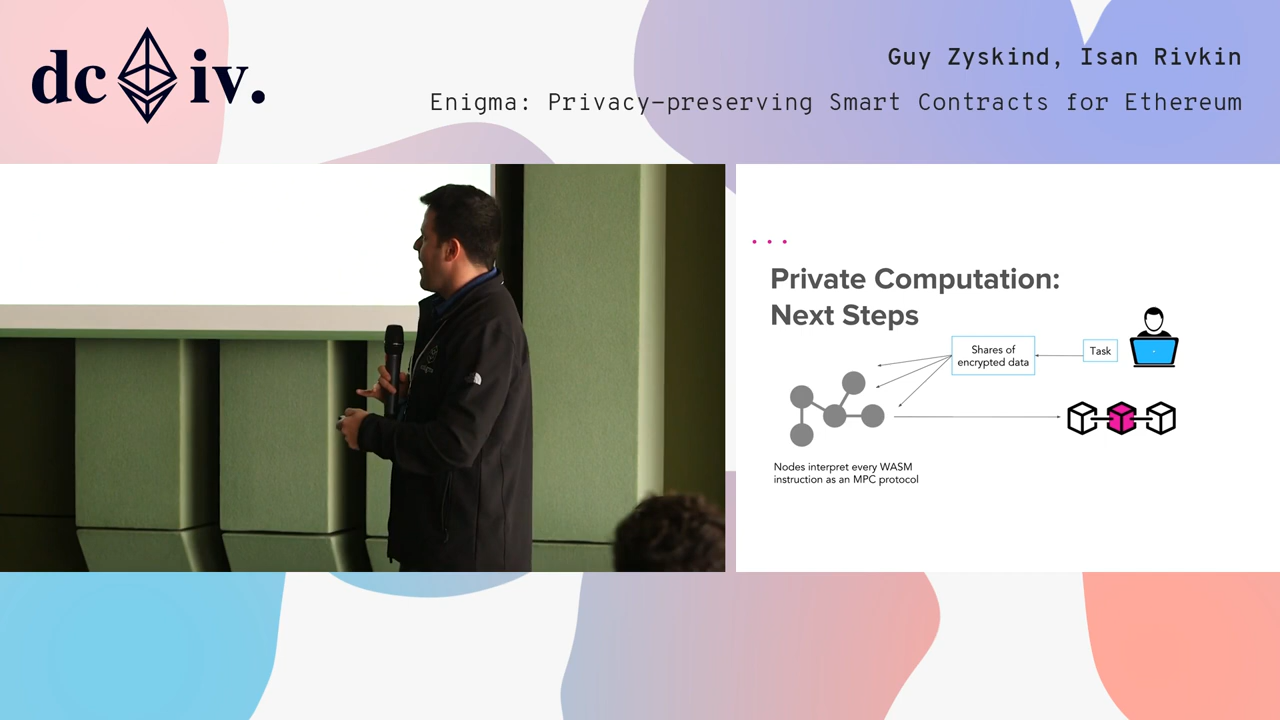 dc iv.
Guy Zyskind, Isan Rivkin
Enigma: Privacy-preserving Smart Contracts for Ethereum
Private Computation:
Next Steps
Shares of
encrypted data
Task
Nodes interpret every WASM
instruction as an MPC protocol